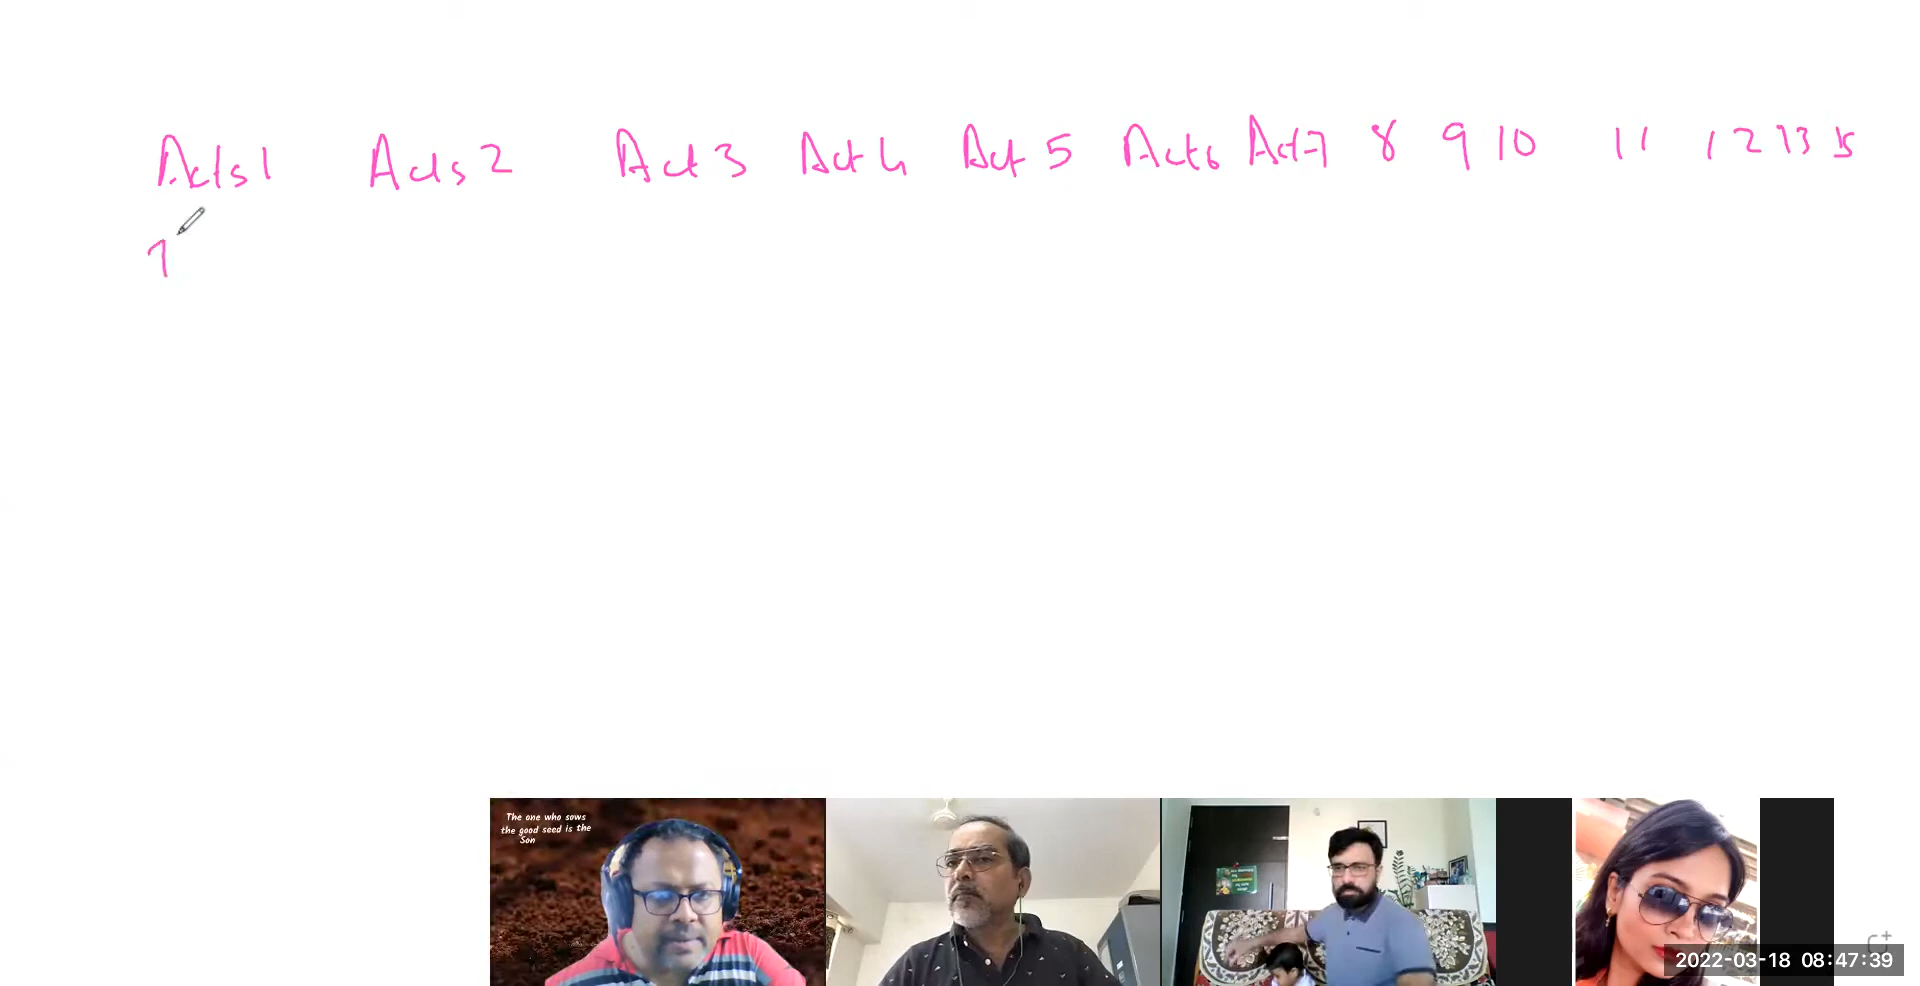 Acts 1 Acts 2 Act 3 Act 4 Act 5 Act 6 Act 7 8 9 10 11 12 13 15
1
The one who sows
the good seed is the
Son
2022-03-18 08:47:39